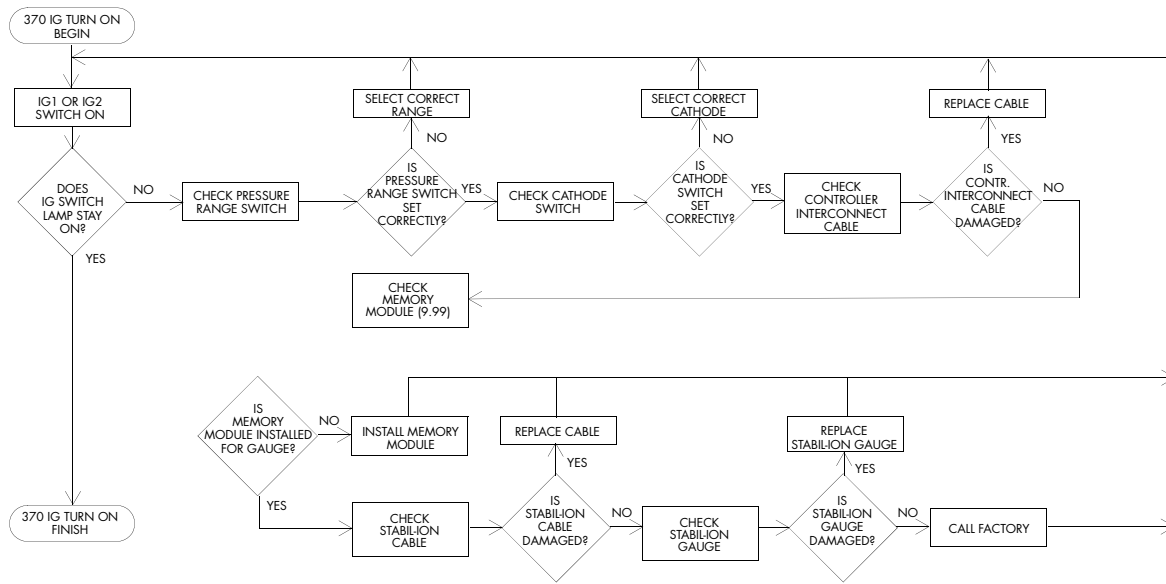 370 IG TURN ON
BEGIN
IG1 OR IG2
SWITCH ON
SELECT CORRECT
RANGE
SELECT CORRECT
CATHODE
REPLACE CABLE
NO
NO
YES
DOES
IG SWITCH
LAMP STAY
ON?
NO
CHECK PRESSURE
RANGE SWITCH
IS
PRESSURE
RANGE SWITCH
SET
CORRECTLY?
YES
CHECK CATHODE
SWITCH
IS
CATHODE
SWITCH
SET
CORRECTLY?
YES
CHECK
CONTROLLER
INTERCONNECT
CABLE
IS
CONTR.
INTERCONNECT
CABLE
DAMAGED?
NO
YES
CHECK
MEMORY
MODULE (9.99)
IS
MEMORY
MODULE INSTALLED
FOR GAUGE?
NO
INSTALL MEMORY
MODULE
REPLACE CABLE
REPLACE
STABIL-ION GAUGE
YES
YES
YES
CHECK
STABIL-ION
CABLE
IS
STABIL-ION
CABLE
DAMAGED?
NO
CHECK
STABIL-ION
GAUGE
IS
STABIL-ION
GAUGE
DAMAGED?
NO
CALL FACTORY
370 IG TURN ON
FINISH